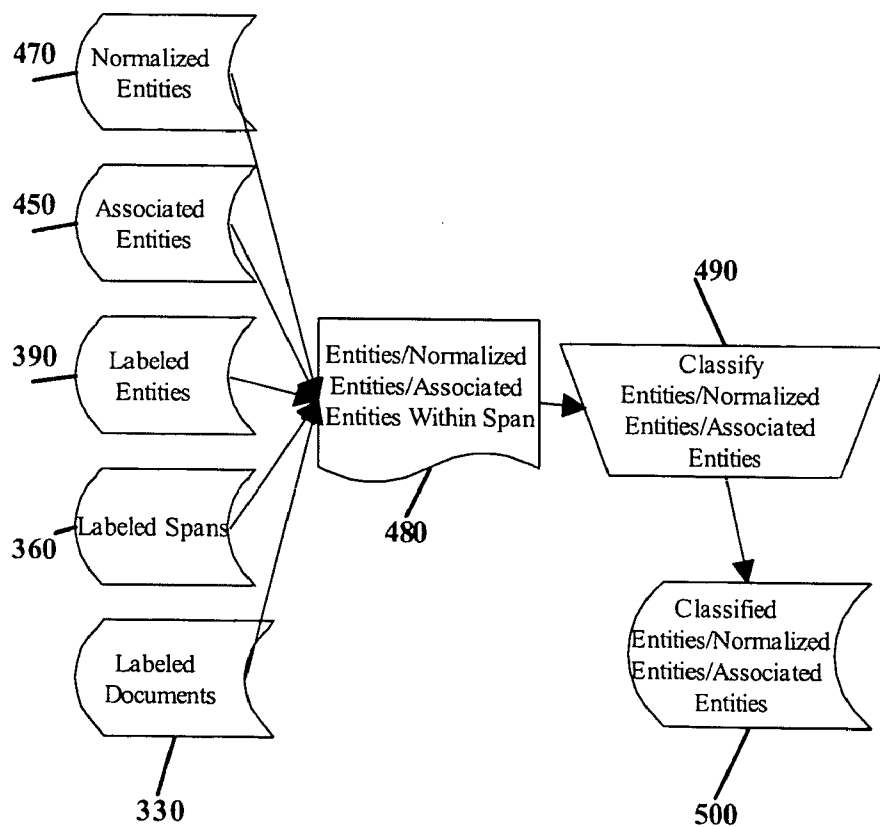 470
Normalized
Entities
450
Associated
Entities
490
390
Labeled
Entities
Entities/Normalized
Entities/Associated
Entities Within Span
Classify
Entities/Normalized
Entities/Associated
Entities
360
Labeled Spans
480
Labeled
Documents
Classified
Entities/Normalized
Entities/Associated
Entities
330
500